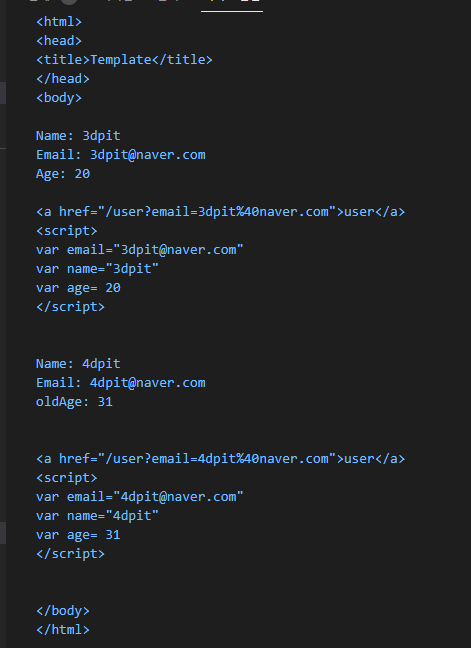 <html>
<head>
<title>Template</title>
</head>
<body>
Name: 3dpit
Email: 3dpit@naver.com
Age: 20
<a href="/user?email=3dpit%40naver.com">user</a>
<script>
var email="3dpit@naver.com"
var name="3dpit"
var age= 20
</script>
Name: 4dpit
Email: 4dpit@naver.com
oldAge: 31
<a href="/user?email=4dpit%40naver.com">user</a>
<script>
var email="4dpit@naver.com"
var name="4dpit"
var age= 31
</script>
</body>
</html>